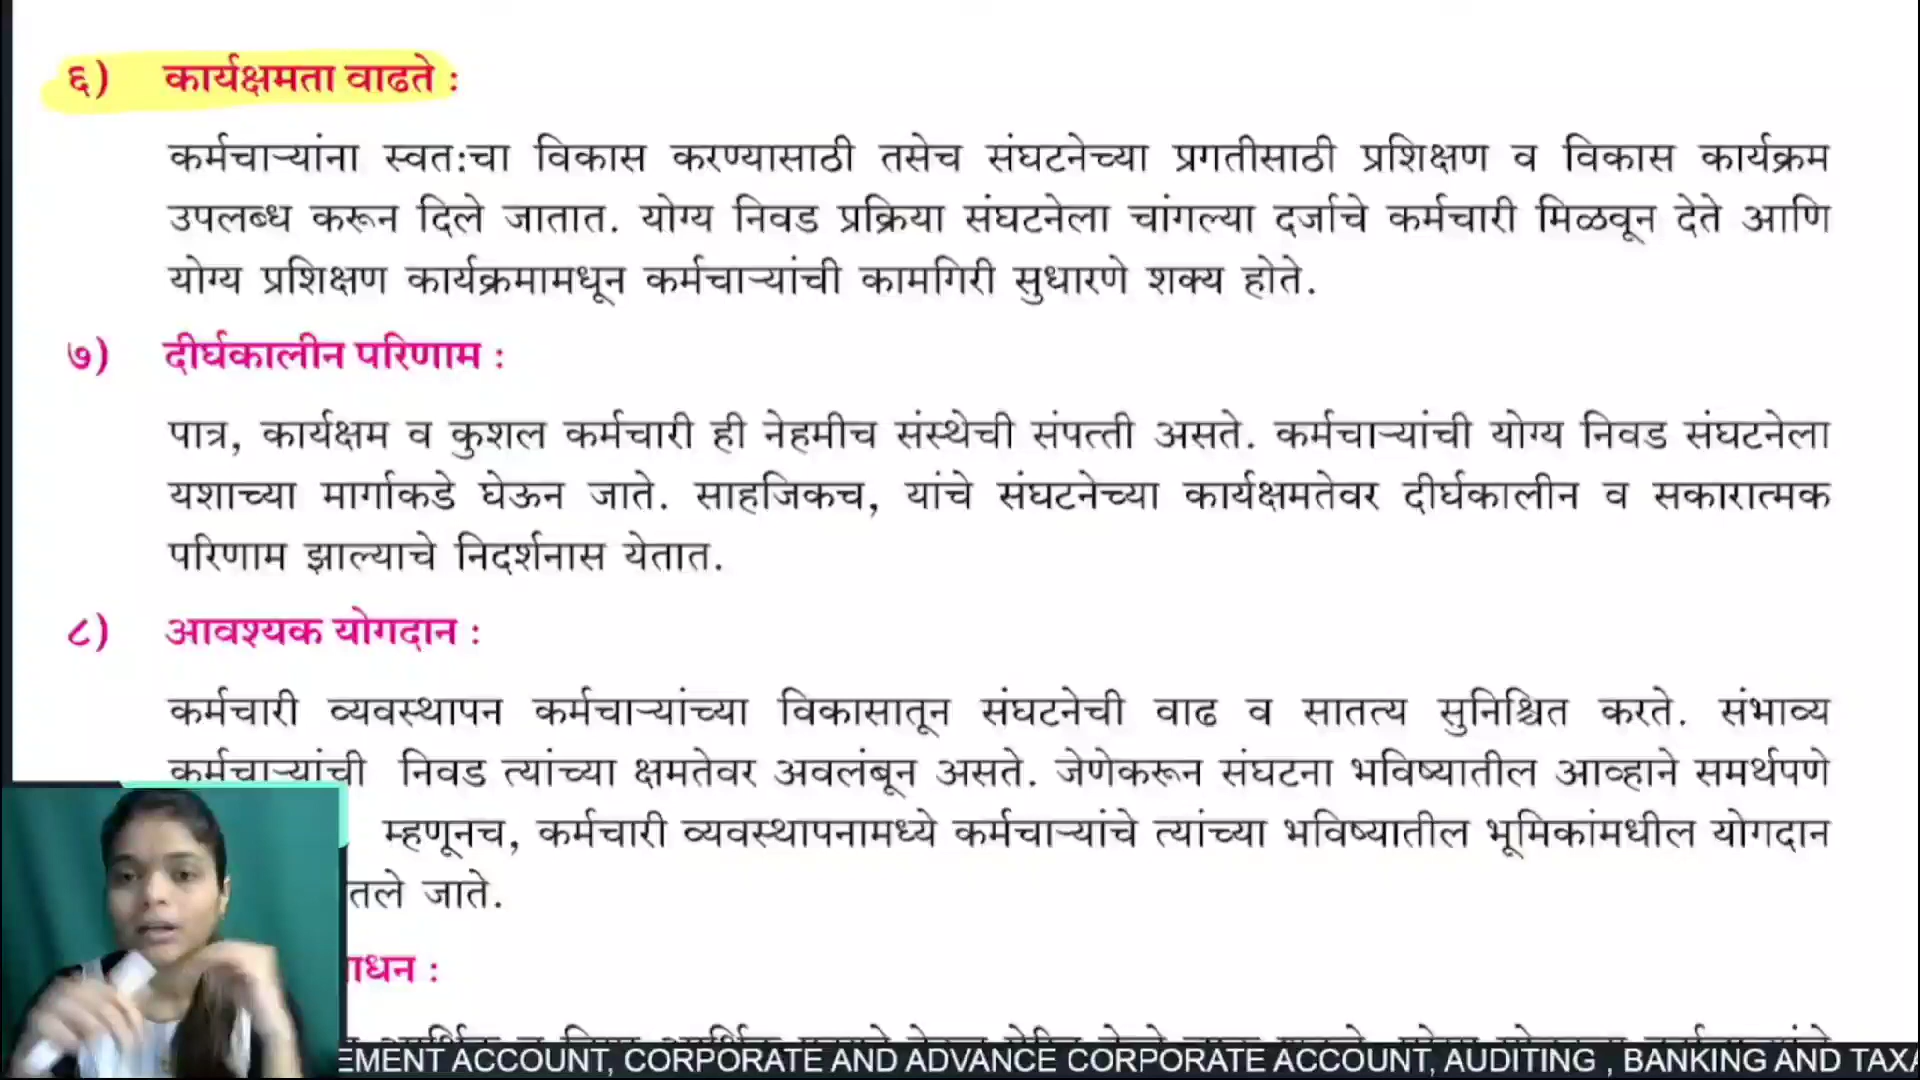 ६) कार्यक्षमता वाढते :
कर्मचाऱ्यांना स्वतःचा विकास करण्यासाठी तसेच संघटनेच्या प्रगतीसाठी प्रशिक्षण व विकास कार्यक्रम
उपलब्ध करून दिले जातात. योग्य निवड प्रक्रिया संघटनेला चांगल्या दर्जाचे कर्मचारी मिळवून देते आणि
योग्य प्रशिक्षण कार्यक्रमामधून कर्मचाऱ्यांची कामगिरी सुधारणे शक्य होते.
७) दीर्घकालीन परिणाम :
पात्र, कार्यक्षम व कुशल कर्मचारी ही नेहमीच संस्थेची संपत्ती असते. कर्मचाऱ्यांची योग्य निवड संघटनेला
यशाच्या मार्गाकडे घेऊन जाते. साहजिकच, यांचे संघटनेच्या कार्यक्षमतेवर दीर्घकालीन व सकारात्मक
परिणाम झाल्याचे निदर्शनास येतात.
८) आवश्यक योगदान :
कर्मचारी व्यवस्थापन कर्मचाऱ्यांच्या विकासातून संघटनेची वाढ व सातत्य सुनिश्चित करते. संभाव्य
कर्मचाऱ्यांची निवड त्यांच्या क्षमतेवर अवलंबून असते. जेणेकरून संघटना भविष्यातील आव्हाने समर्थपणे
म्हणूनच, कर्मचारी व्यवस्थापनामध्ये कर्मचाऱ्यांचे त्यांच्या भविष्यातील भूमिकांमधील योगदान
तले जाते.
ाधन :
EMENT ACCOUNT, CORPORATE AND ADVANCE CORPORATE ACCOUNT, AUDITING , BANKING AND TAXA